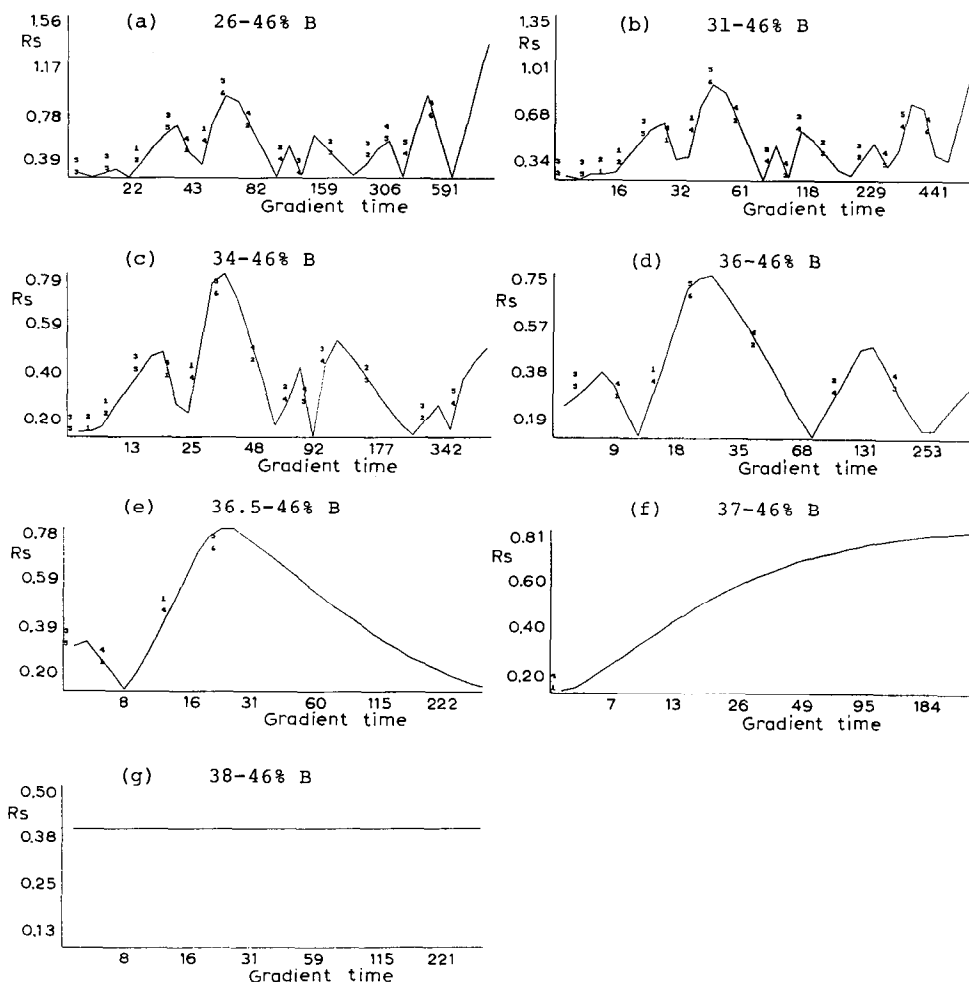 (a) 26-46% B
1.56
Rs
1.17
0.78
0.39
22 43 82 159 306 591
Gradient time
(b) 31-46% B
1.35
Rs
1.01
0.68
0.34
16 32 61 118 229 441
Gradient time
(c) 34-46% B
0.79
Rs
0.59
0.40
0.20
13 25 48 92 177 342
Gradient time
(d) 36-46% B
0.75
Rs
0.57
0.38
0.19
9 18 35 68 131 253
Gradient time
(e) 36.5-46% B
0.78
Rs
0.59
0.39
0.20
8 16 31 60 115 222
Gradient time
(f) 37-46% B
0.81
Rs
0.60
0.40
0.20
7 13 26 49 95 184
Gradient time
(g) 38-46% B
0.50
Rs
0.38
0.25
0.13
8 16 31 59 115 221
Gradient time